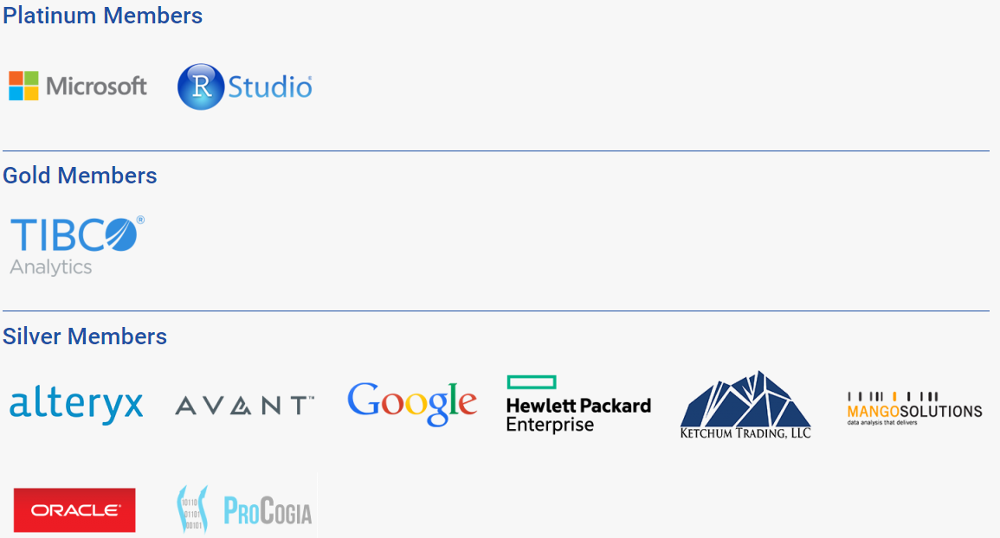 Platinum Members
Microsoft
R Studio®
Gold Members
TIBCO®
Analytics
Silver Members
alteryx
AVANT™
Google
Hewlett Packard
Enterprise
KETCHUM TRADING, LLC
MANGOSOLUTIONS
data analysis that delivers
ORACLE®
10110
01101
00101
PROCOGIA